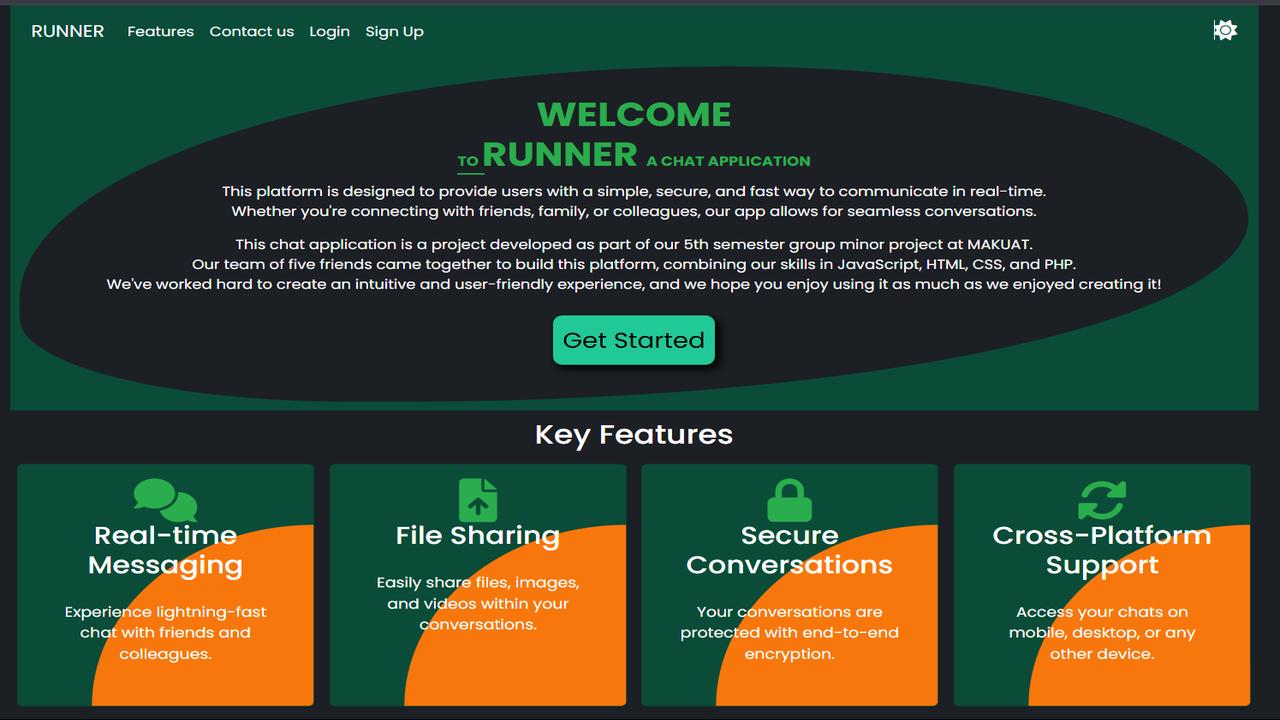 RUNNER Features Contact us Login Sign Up
WELCOME
TO RUNNER A CHAT APPLICATION
This platform is designed to provide users with a simple, secure, and fast way to communicate in real-time.
Whether you're connecting with friends, family, or colleagues, our app allows for seamless conversations.
This chat application is a project developed as part of our 5th semester group minor project at MAKUAT.
Our team of five friends came together to build this platform, combining our skills in JavaScript, HTML, CSS, and PHP.
We've worked hard to create an intuitive and user-friendly experience, and we hope you enjoy using it as much as we enjoyed creating it!
Get Started
Key Features
Real-time
Messaging
Experience lightning-fast
chat with friends and
colleagues.
File Sharing
Easily share files, images,
and videos within your
conversations.
Secure
Conversations
Your conversations are
protected with end-to-end
encryption.
Cross-Platform
Support
Access your chats on
mobile, desktop, or any
other device.